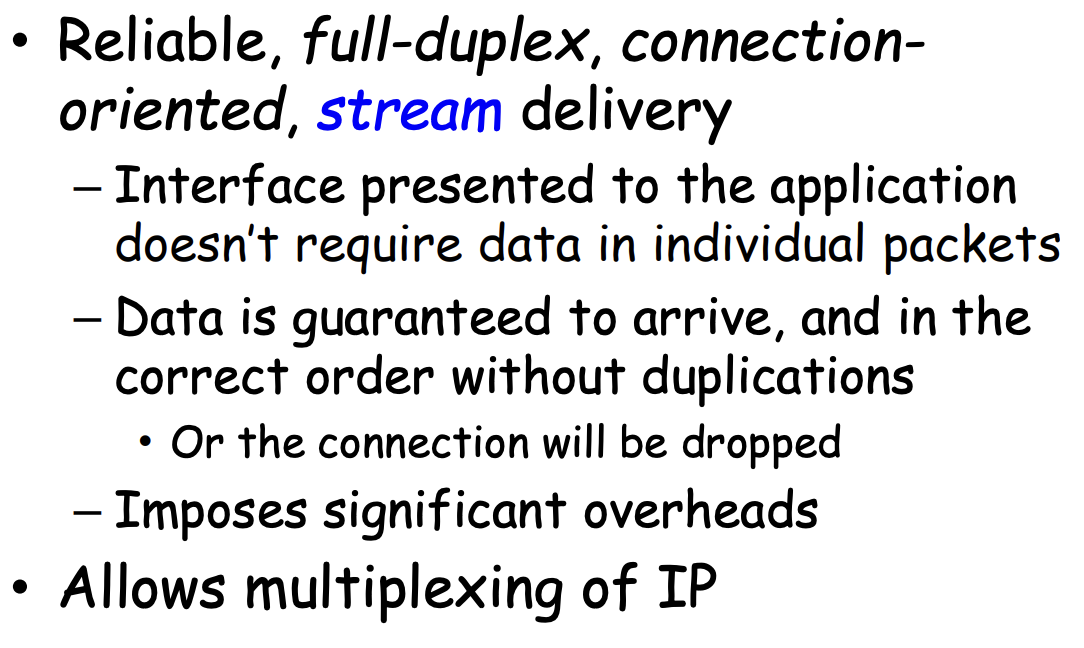 • Reliable, full-duplex, connection-
oriented, stream delivery
– Interface presented to the application
doesn’t require data in individual packets
– Data is guaranteed to arrive, and in the
correct order without duplications
• Or the connection will be dropped
– Imposes significant overheads
• Allows multiplexing of IP